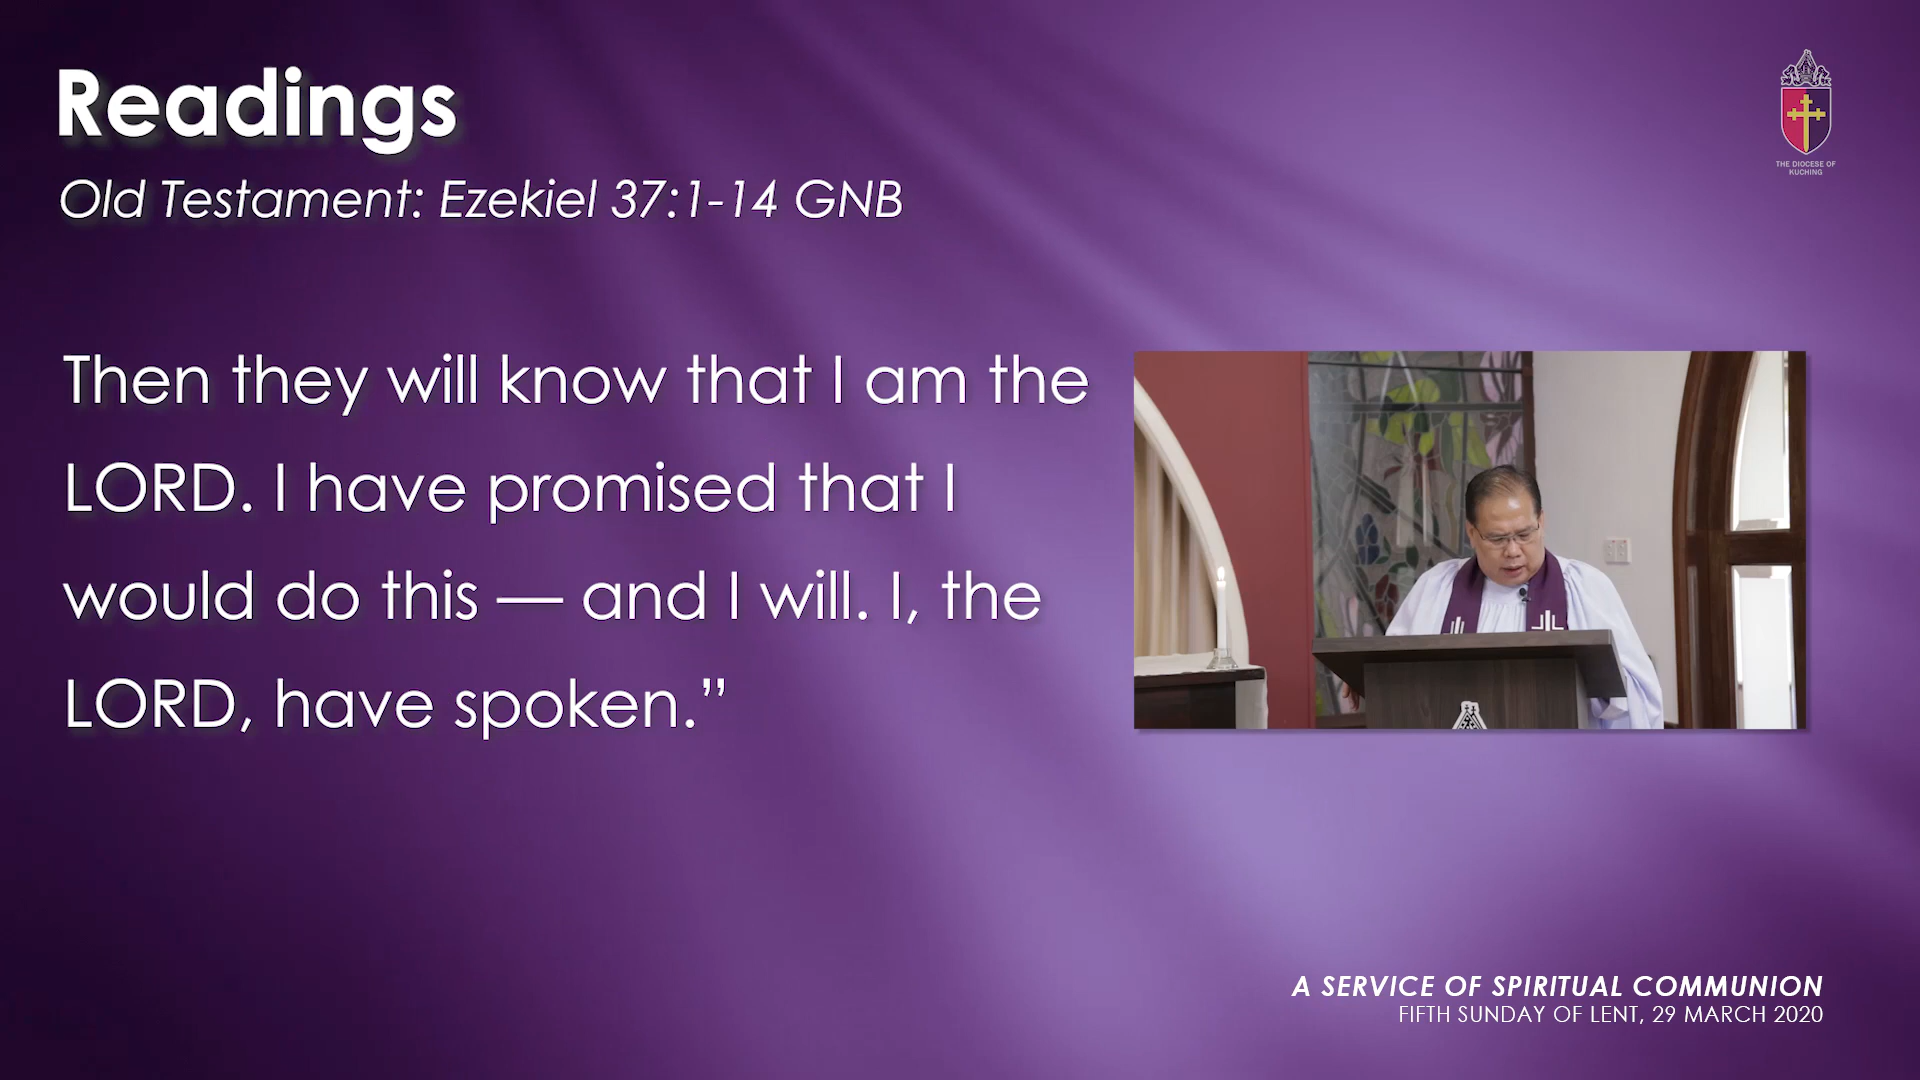 Readings
Old Testament: Ezekiel 37:1-14 GNB
THE DIOCESE OF
KUCHING
Then they will know that I am the
LORD. I have promised that I
would do this — and I will. I, the
LORD, have spoken.”
A SERVICE OF SPIRITUAL COMMUNION
FIFTH SUNDAY OF LENT, 29 MARCH 2020